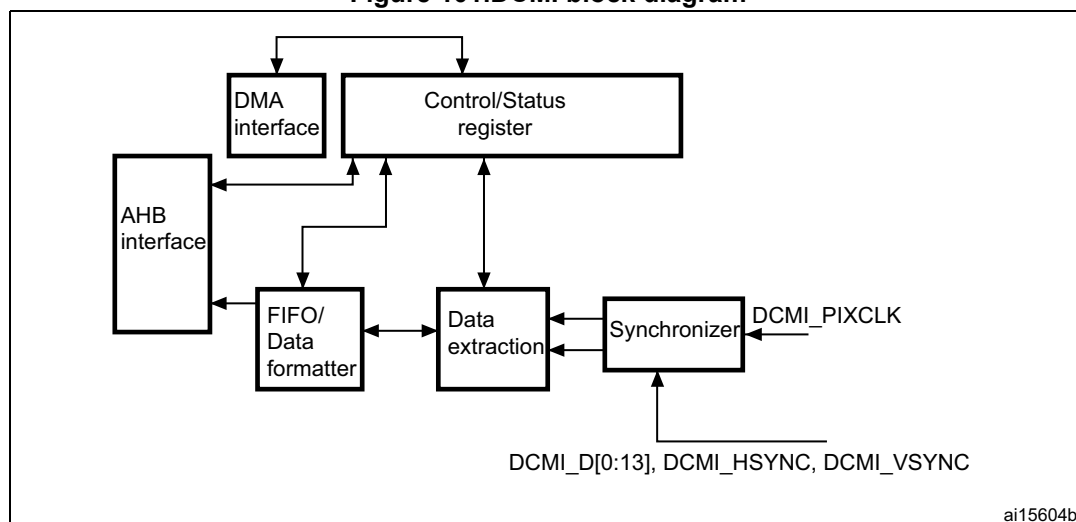 DMA
interface
Control/Status
register
AHB
interface
FIFO/
Data
formatter
Data
extraction
Synchronizer
DCMI_PIXCLK
DCMI_D[0:13], DCMI_HSYNC, DCMI_VSYNC
ai15604b